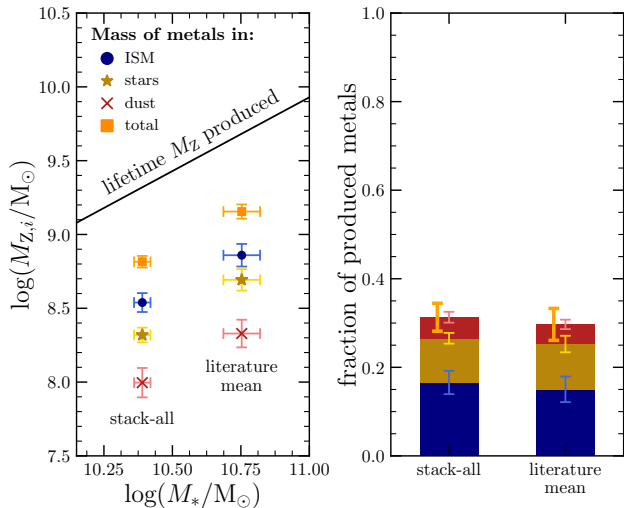 Mass of metals in:
ISM
stars
dust
total
lifetime M_Z produced
stack-all
literature
mean
10.5
10.0
9.5
9.0
8.5
8.0
7.5
log(M_{Z,i}/M_⊙)
10.25
10.50
10.75
11.00
log(M_*/M_⊙)
1.0
0.8
0.6
0.4
0.2
0.0
fraction of produced metals
stack-all
literature
mean